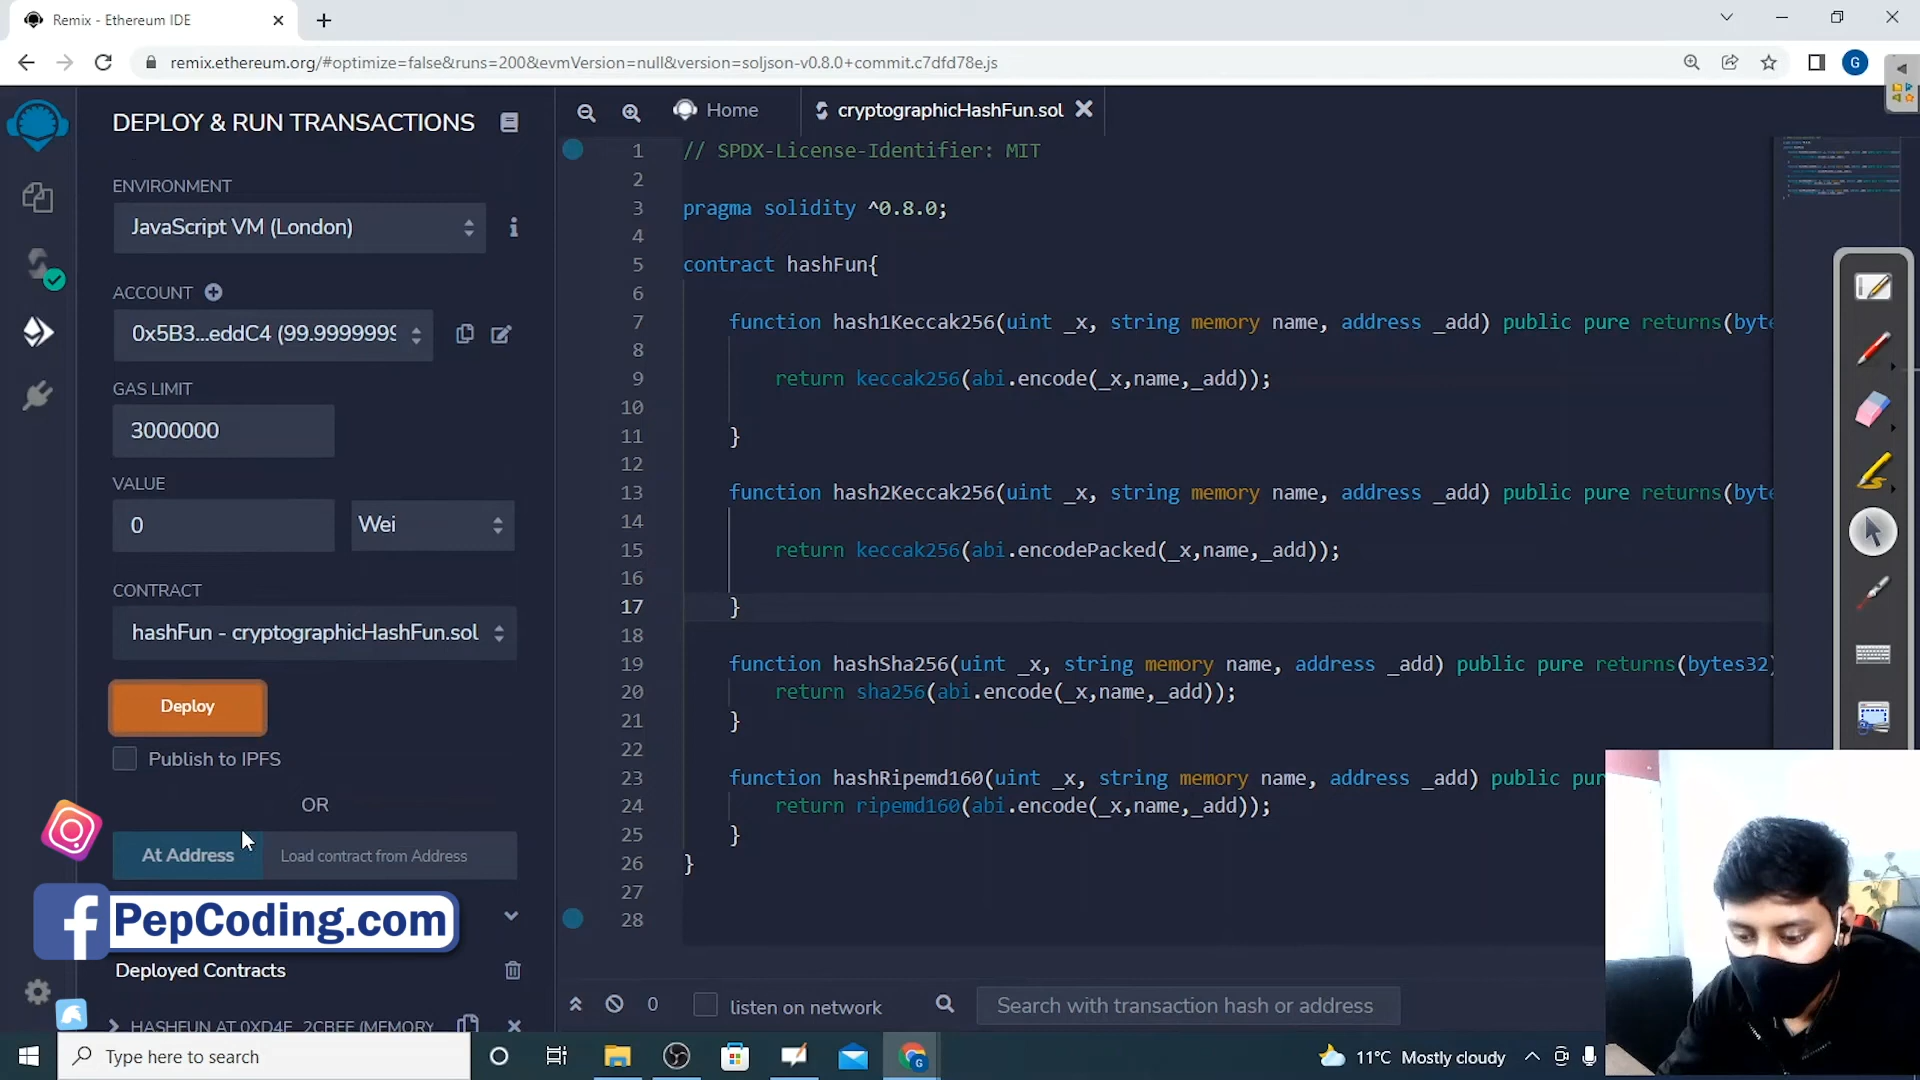 Remix - Ethereum IDE
remix.ethereum.org/#optimize=false&runs=200&evmVersion=null&version=soljson-v0.8.0+commit.c7dfd78e.js
G
DEPLOY & RUN TRANSACTIONS
ENVIRONMENT
JavaScript VM (London)
ACCOUNT
0x5B3...eddC4 (99.9999999
GAS LIMIT
3000000
VALUE
0
Wei
CONTRACT
hashFun - cryptographicHashFun.sol
Deploy
Publish to IPFS
OR
At Address
Load contract from Address
PepCoding.com
Deployed Contracts
HASHFUN AT 0XD4E...2CBEE (MEMORY
Home
cryptographicHashFun.sol
1 // SPDX-License-Identifier: MIT
2
3 pragma solidity ^0.8.0;
4
5 contract hashFun{
6
7 function hash1Keccak256(uint _x, string memory name, address _add) public pure returns(byte
8
9 return keccak256(abi.encode(_x,name,_add));
10
11 }
12
13 function hash2Keccak256(uint _x, string memory name, address _add) public pure returns(byte
14
15 return keccak256(abi.encodePacked(_x,name,_add));
16
17 }
18
19 function hashSha256(uint _x, string memory name, address _add) public pure returns(bytes32)
20 return sha256(abi.encode(_x,name,_add));
21 }
22
23 function hashRipemd160(uint _x, string memory name, address _add) public pur
24 return ripemd160(abi.encode(_x,name,_add));
25 }
26 }
27
28
0
listen on network
Search with transaction hash or address
Type here to search
11°C Mostly cloudy